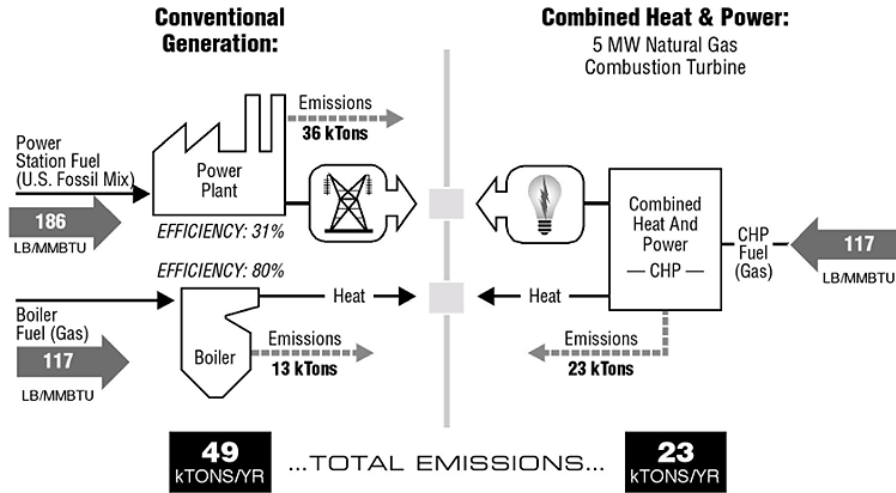 Conventional
Generation:
Combined Heat & Power:
5 MW Natural Gas
Combustion Turbine
Emissions
36 kTons
Power
Station Fuel
(U.S. Fossil Mix)
186
LB/MMBTU
Power
Plant
EFFICIENCY: 31%
EFFICIENCY: 80%
Boiler
Fuel (Gas)
117
LB/MMBTU
Boiler
Heat
Emissions
13 kTons
Combined
Heat And
Power
— CHP —
CHP
Fuel
(Gas)
117
LB/MMBTU
Heat
Emissions
23 kTons
49
kTONS/YR
...TOTAL EMISSIONS...
23
kTONS/YR